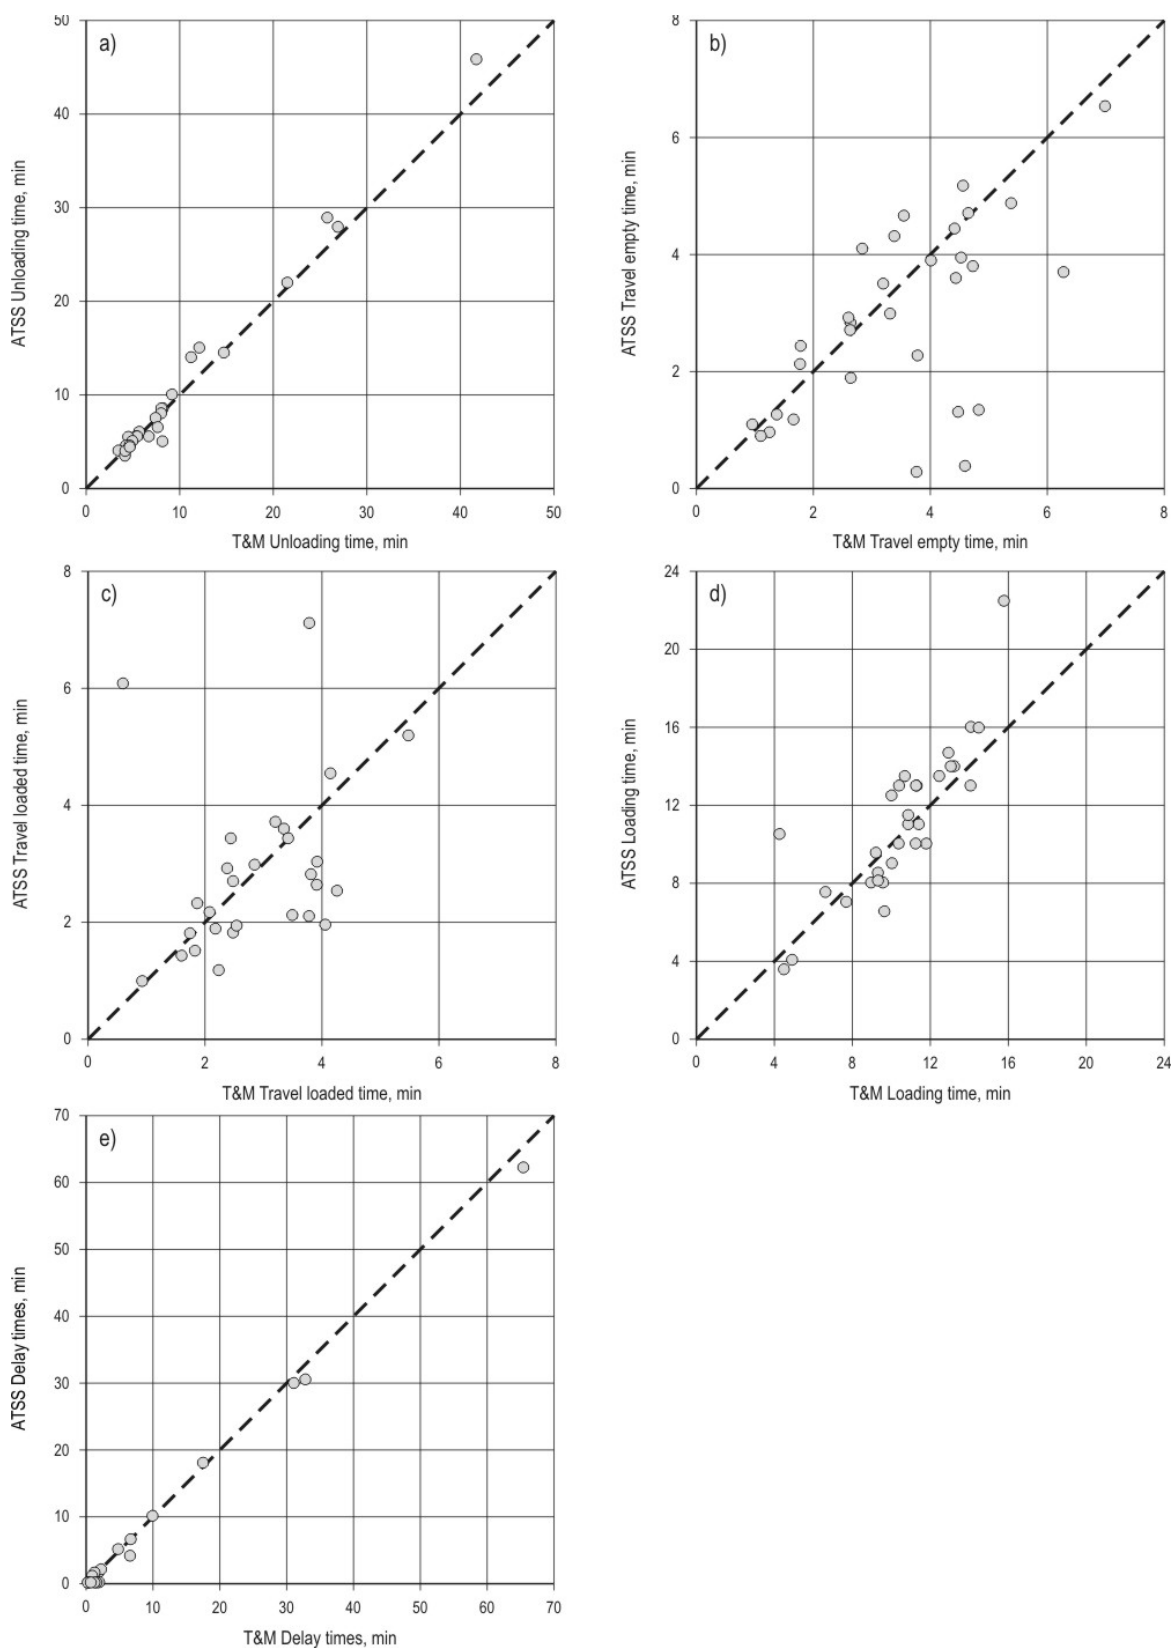 a)
50
40
30
20
10
0
ATSS Unloading time, min
0 10 20 30 40 50
T&M Unloading time, min
b)
8
6
4
2
0
ATSS Travel empty time, min
0 2 4 6 8
T&M Travel empty time, min
c)
8
6
4
2
0
ATSS Travel loaded time, min
0 2 4 6 8
T&M Travel loaded time, min
d)
24
20
16
12
8
4
0
ATSS Loading time, min
0 4 8 12 16 20 24
T&M Loading time, min
e)
70
60
50
40
30
20
10
0
ATSS Delay times, min
0 10 20 30 40 50 60 70
T&M Delay times, min